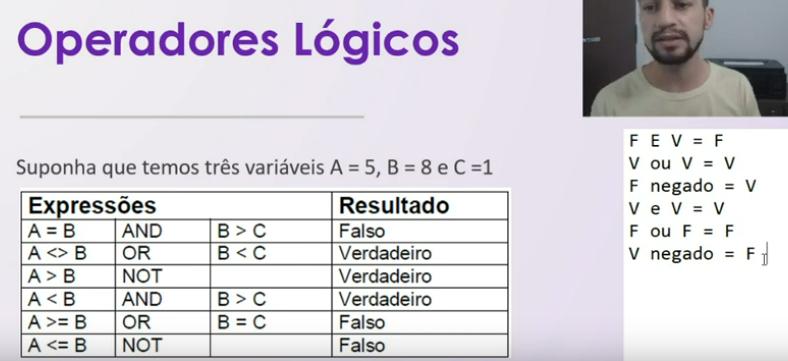 Operadores Lógicos
Suponha que temos três variáveis A = 5, B = 8 e C =1
Expressões Resultado
A = B AND B > C Falso
A <> B OR B < C Verdadeiro
A > B NOT Verdadeiro
A < B AND B > C Verdadeiro
A >= B OR B = C Falso
A <= B NOT Falso
F E V = F
V ou V = V
F negado = V
V e V = V
F ou F = F
V negado = F